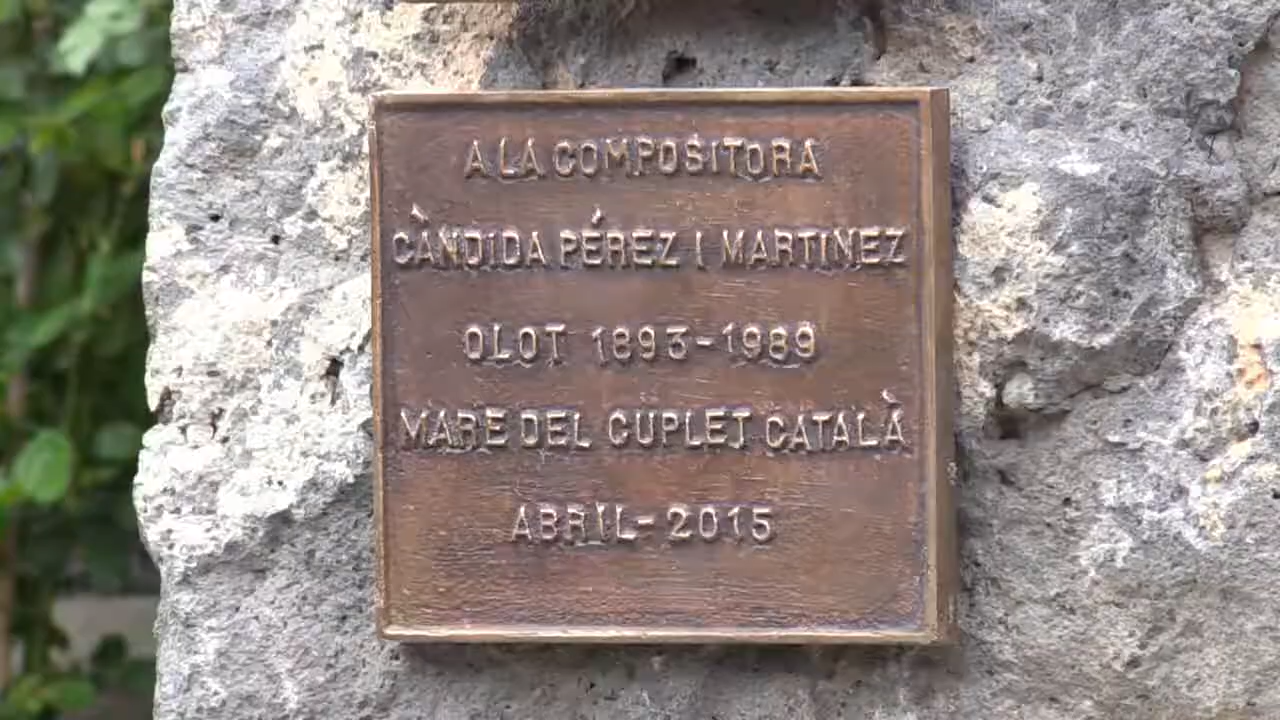 A LA COMPOSITORA
CÀNDIDA PÉREZ I MARTINEZ
OLOT 1893-1989
MARE DEL CUPLET CATALÀ
ABRIL-2015